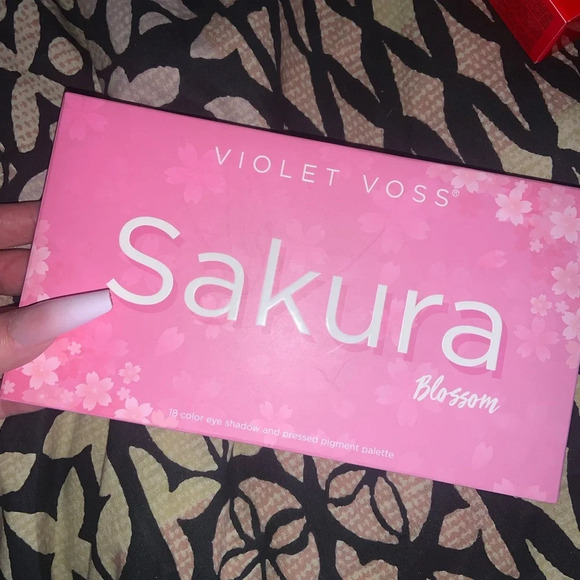 VIOLET VOSS®
Sakura
Blossom
18 color eye shadow and pressed pigment palette